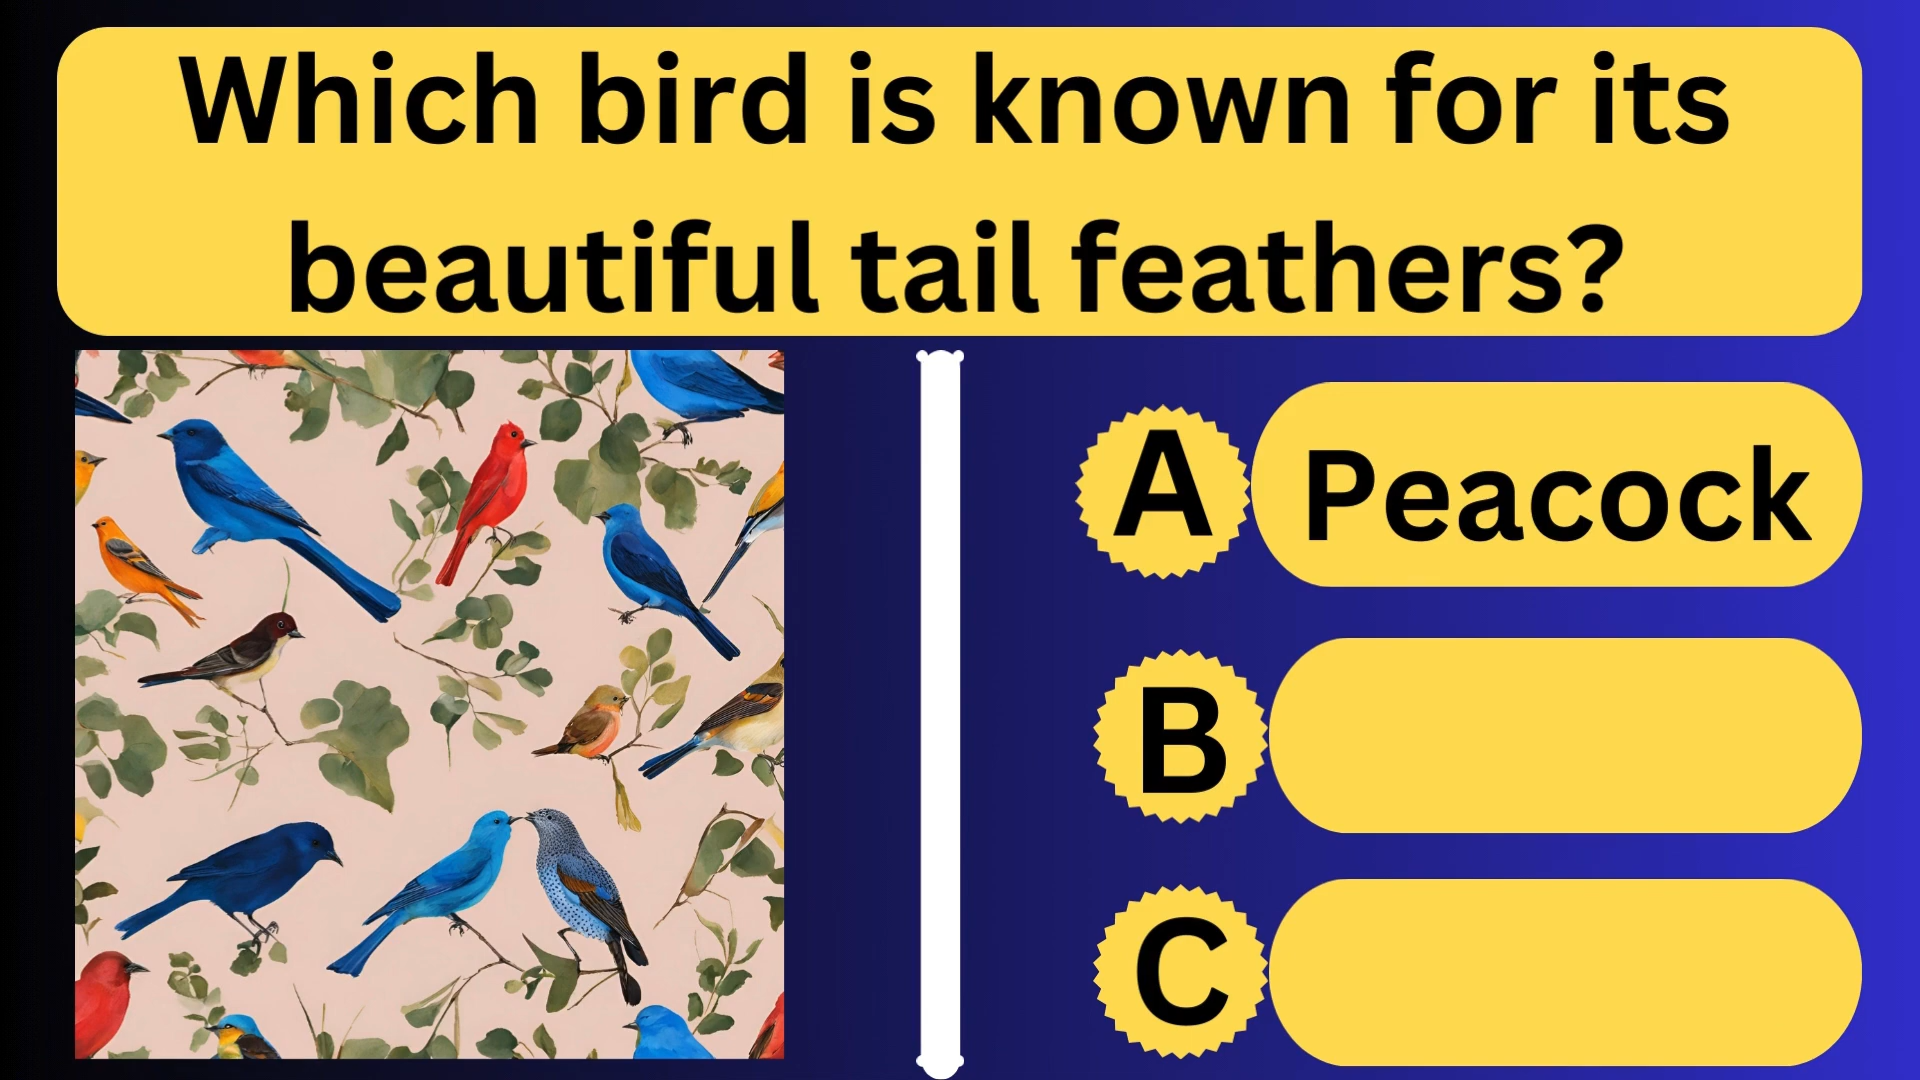 Which bird is known for its
beautiful tail feathers?
A Peacock
B
C